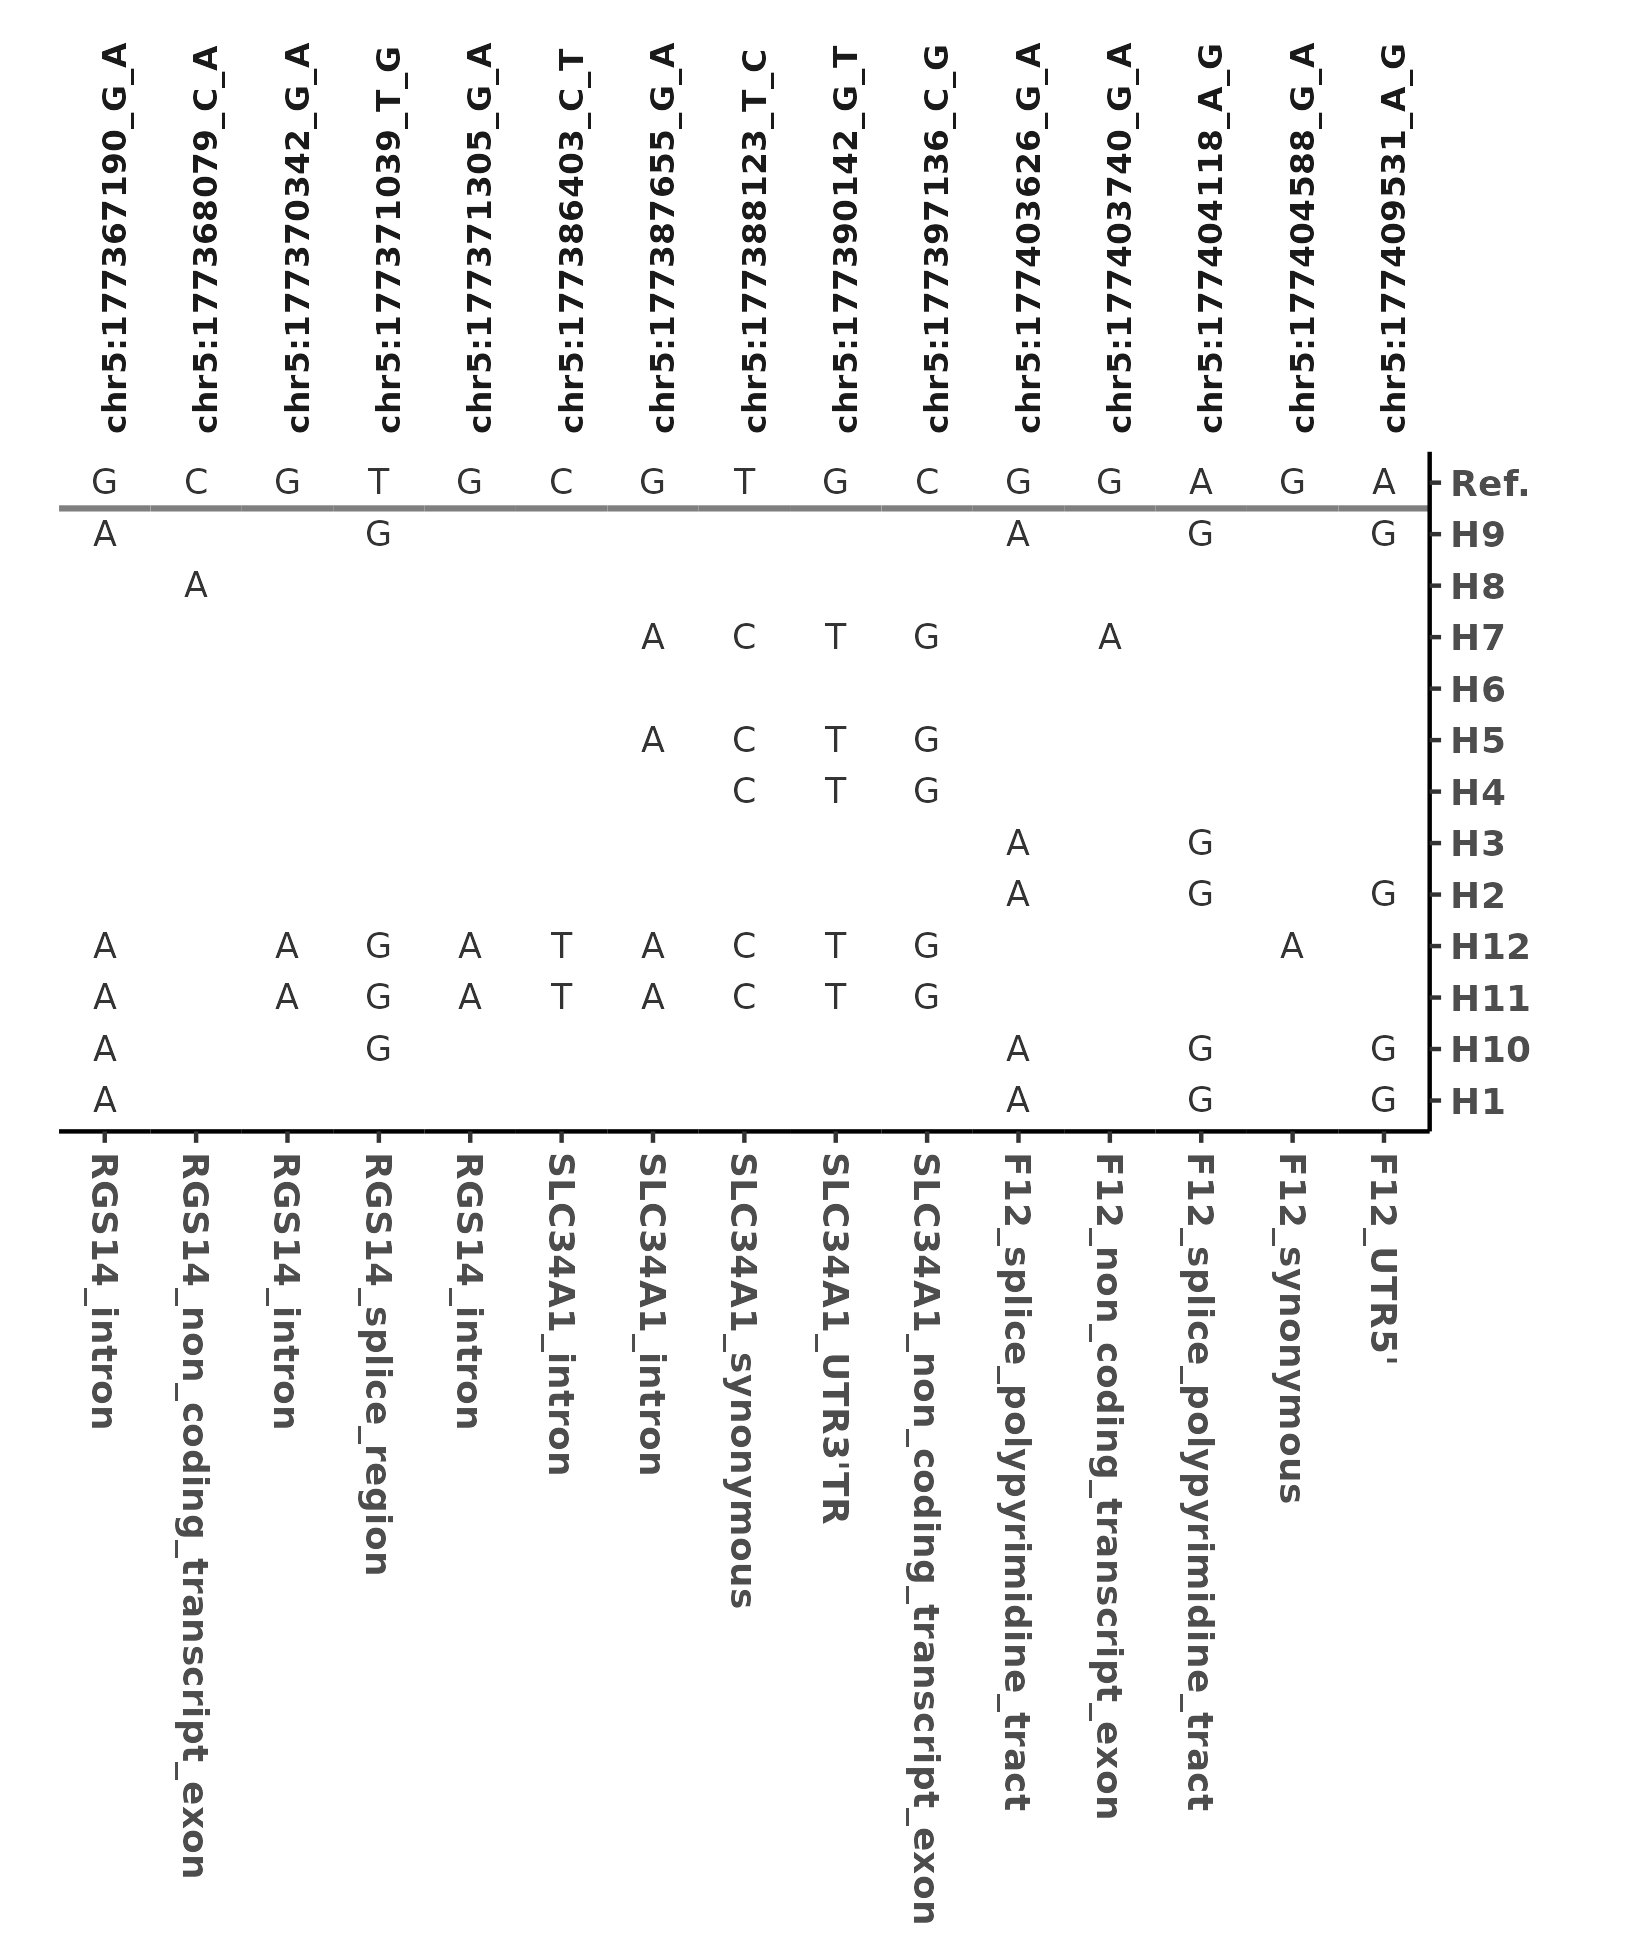 chr5:177367190_G_A
chr5:177368079_C_A
chr5:177370342_G_A
chr5:177371039_T_G
chr5:177371305_G_A
chr5:177386403_C_T
chr5:177387655_G_A
chr5:177388123_T_C
chr5:177390142_G_T
chr5:177397136_C_G
chr5:177403626_G_A
chr5:177403740_G_A
chr5:177404118_A_G
chr5:177404588_G_A
chr5:177409531_A_G
G C G T G C G T G C G G A G A Ref.
A G A G G H9
A H8
A C T G A H7
H6
A C T G H5
C T G H4
A G H3
A G G H2
A A G A T A C T G A H12
A A G A T A C T G H11
A G A G G H10
A A G G H1
RGS14_intron
RGS14_non_coding_transcript_exon
RGS14_intron
RGS14_splice_region
RGS14_intron
SLC34A1_intron
SLC34A1_intron
SLC34A1_synonymous
SLC34A1_UTR3'TR
SLC34A1_non_coding_transcript_exon
F12_splice_polypyrimidine_tract
F12_non_coding_transcript_exon
F12_splice_polypyrimidine_tract
F12_synonymous
F12_UTR5'